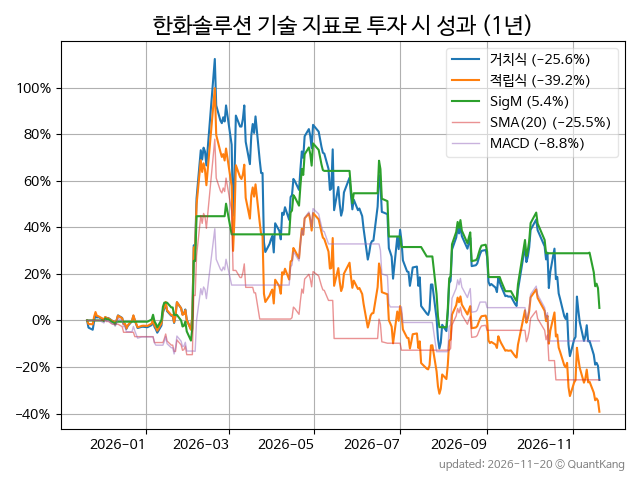 한화솔루션 기술 지표로 투자 시 성과 (1년)
거치식 (−25.6%)
적립식 (−39.2%)
SigM (5.4%)
SMA(20) (−25.5%)
MACD (−8.8%)
100%
80%
60%
40%
20%
0%
−20%
−40%
2026-01 2026-03 2026-05 2026-07 2026-09 2026-11
updated: 2026-11-20 © QuantKang